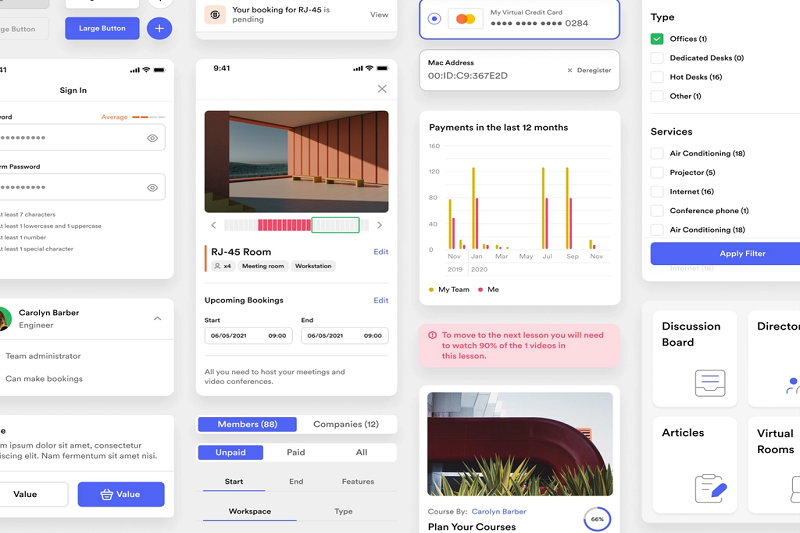 ge Button
Large Button
41
Sign In
word
Average
rm Password
t least 7 characters
t least 1 lowercase and 1 uppercase
t least 1 number
t least 1 special character
Carolyn Barber
Engineer
Team administrator
Can make bookings
e
m ipsum dolor sit amet, consectetur
iscing elit. Nam fermentum sit amet nisi.
Value
Value
Your booking for RJ-45 is
pending
View
9:41
RJ-45 Room
Edit
x4
Meeting room
Workstation
Upcoming Bookings
Edit
Start
End
06/05/2021
09:00
06/05/2021
09:00
All you need to host your meetings and
video conferences.
Members (88)
Companies (12)
Unpaid
Paid
All
Start
End
Features
Workspace
Type
My Virtual Credit Card
0284
Mac Address
00:ID:C9:367E2D
× Deregister
Payments in the last 12 months
160
120
80
40
0
Nov
Jan
Mar
May
Jul
Sep
Nov
2019
2020
My Team
Me
To move to the next lesson you will need
to watch 90% of the 1 videos in
this lesson.
Course By: Carolyn Barber
Plan Your Courses
66%
Type
Offices (1)
Dedicated Desks (0)
Hot Desks (16)
Other (1)
Services
Air Conditioning (18)
Projector (5)
Internet (16)
Conference phone (1)
Air Conditioning (18)
Apply Filter
Internet (16)
Discussion
Board
Director
Articles
Virtual
Rooms